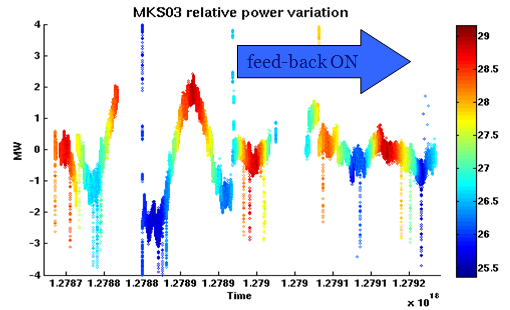 MKS03 relative power variation
feed-back ON
MW
4
3
2
1
0
-1
-2
-3
-4
1.2787 1.2788 1.2788 1.2789 1.2789 1.279 1.279 1.2791 1.2791 1.2792
Time
x 10¹⁸
29
28.5
28
27.5
27
26.5
26
25.5